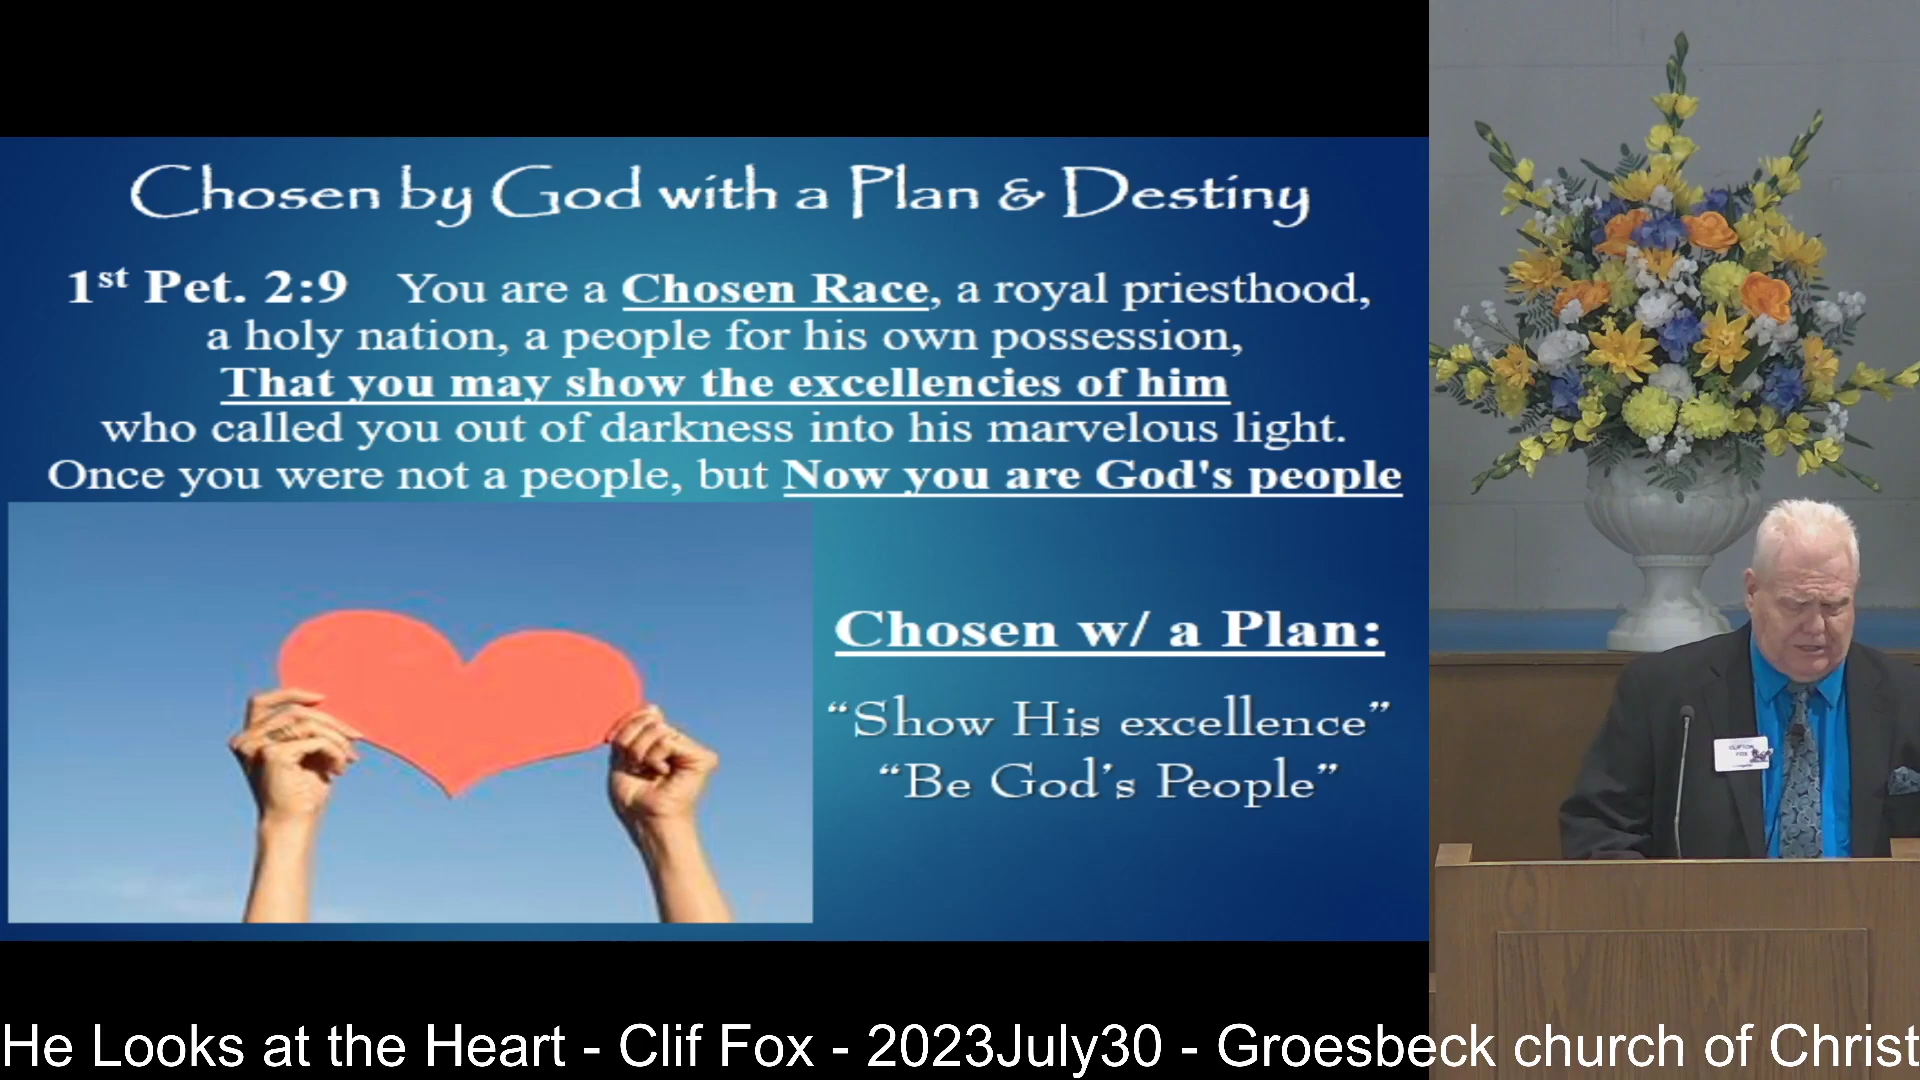 Chosen by God with a Plan & Destiny
1st Pet. 2:9 You are a Chosen Race, a royal priesthood,
a holy nation, a people for his own possession,
That you may show the excellencies of him
who called you out of darkness into his marvelous light.
Once you were not a people, but Now you are God's people
Chosen w/ a Plan:
“Show His excellence”
“Be God’s People”
CLIFTON
FOX
He Looks at the Heart - Clif Fox - 2023July30 - Groesbeck church of Christ